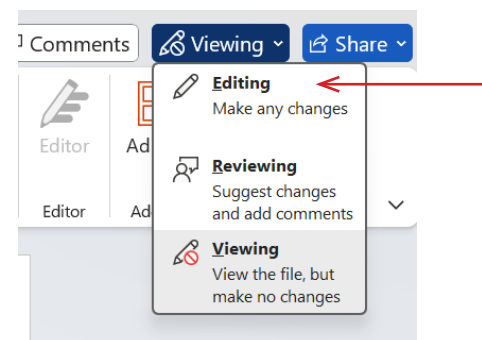 Comments Viewing Share
Editing
Make any changes
Editor Ad
Reviewing
Suggest changes
Editor Ad and add comments
Viewing
View the file, but
make no changes